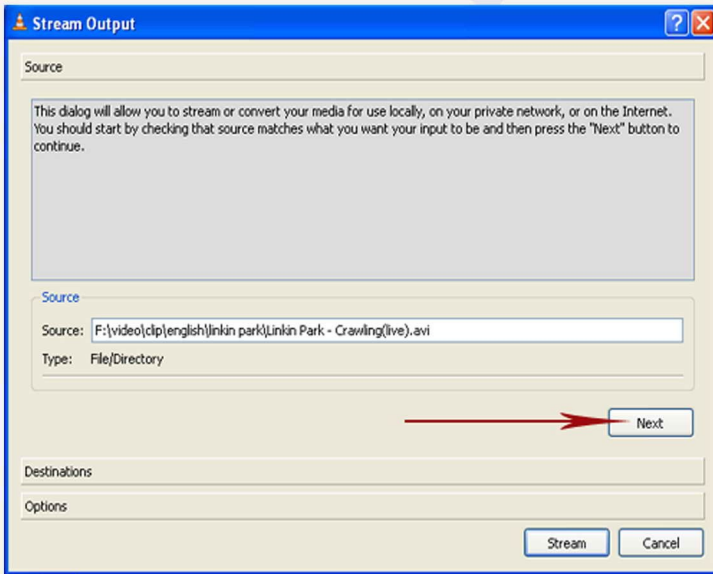 Stream Output
Source
This dialog will allow you to stream or convert your media for use locally, on your private network, or on the Internet.
You should start by checking that source matches what you want your input to be and then press the "Next" button to
continue.
Source
Source: F:\video\clip\english\linkin park\Linkin Park - Crawling(live).avi
Type: File/Directory
Next
Destinations
Options
Stream Cancel